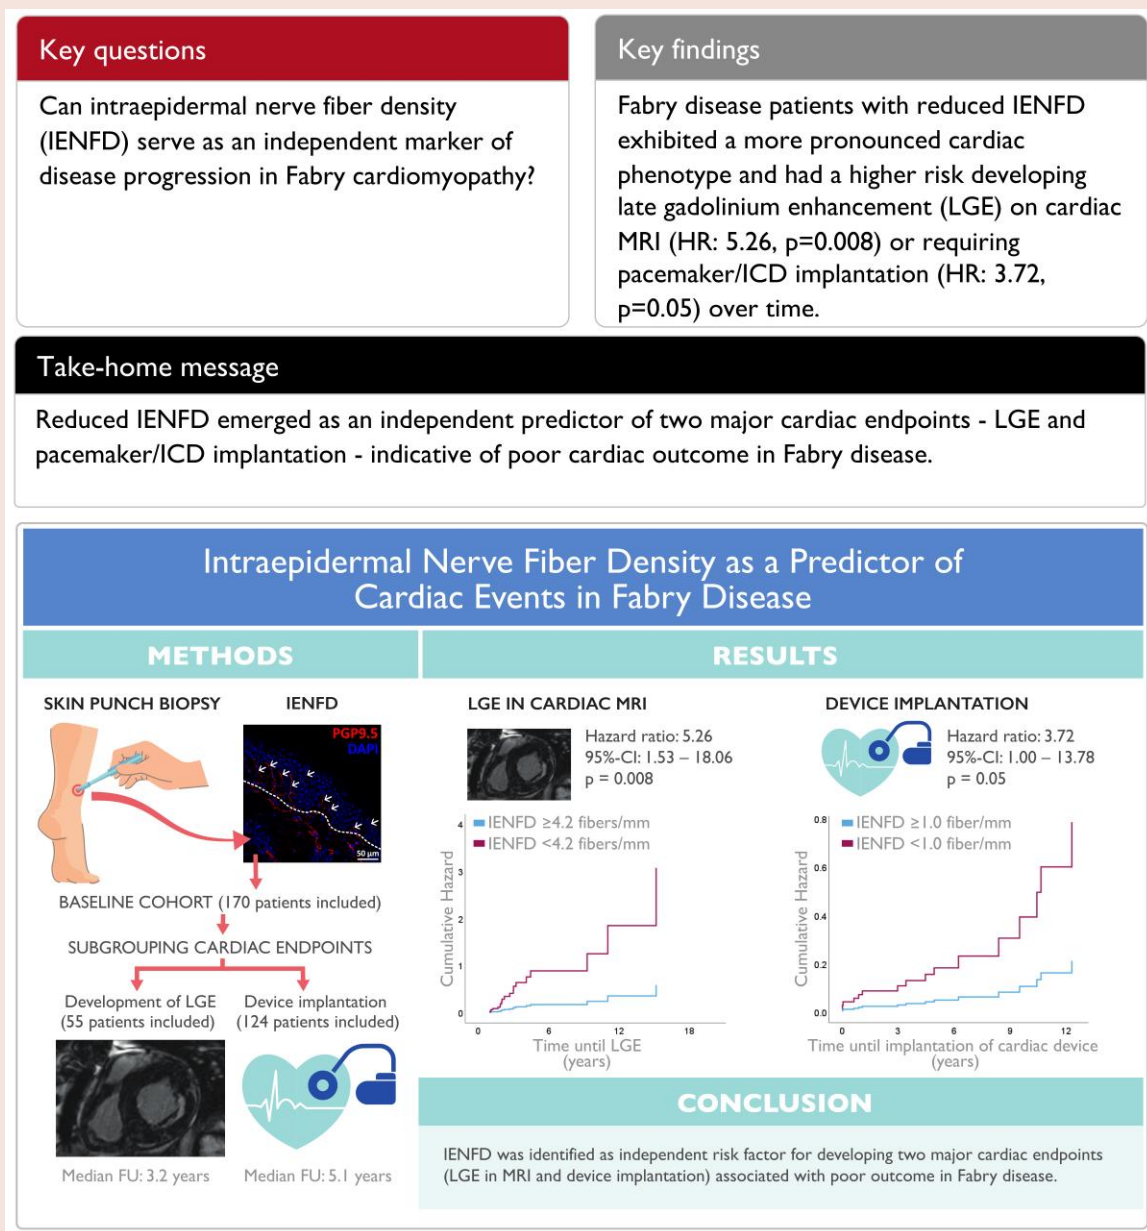 Key questions
Can intraepidermal nerve fiber density
(IENFD) serve as an independent marker of
disease progression in Fabry cardiomyopathy?
Key findings
Fabry disease patients with reduced IENFD
exhibited a more pronounced cardiac
phenotype and had a higher risk developing
late gadolinium enhancement (LGE) on cardiac
MRI (HR: 5.26, p=0.008) or requiring
pacemaker/ICD implantation (HR: 3.72,
p=0.05) over time.
Take-home message
Reduced IENFD emerged as an independent predictor of two major cardiac endpoints - LGE and
pacemaker/ICD implantation - indicative of poor cardiac outcome in Fabry disease.
Intraepidermal Nerve Fiber Density as a Predictor of
Cardiac Events in Fabry Disease
METHODS
SKIN PUNCH BIOPSY
IENFD
PGP9.5
DAPI
50 µm
BASELINE COHORT (170 patients included)
SUBGROUPING CARDIAC ENDPOINTS
Development of LGE
(55 patients included)
Device implantation
(124 patients included)
Median FU: 3.2 years
Median FU: 5.1 years
RESULTS
LGE IN CARDIAC MRI
Hazard ratio: 5.26
95%-CI: 1.53 – 18.06
p = 0.008
IENFD ≥4.2 fibers/mm
IENFD <4.2 fibers/mm
Cumulative Hazard
4
3
2
1
0
0 6 12 18
Time until LGE
(years)
DEVICE IMPLANTATION
Hazard ratio: 3.72
95%-CI: 1.00 – 13.78
p = 0.05
IENFD ≥1.0 fiber/mm
IENFD <1.0 fiber/mm
Cumulative Hazard
0.8
0.6
0.4
0.2
0.0
0 3 6 9 12
Time until implantation of cardiac device
(years)
CONCLUSION
IENFD was identified as independent risk factor for developing two major cardiac endpoints
(LGE in MRI and device implantation) associated with poor outcome in Fabry disease.